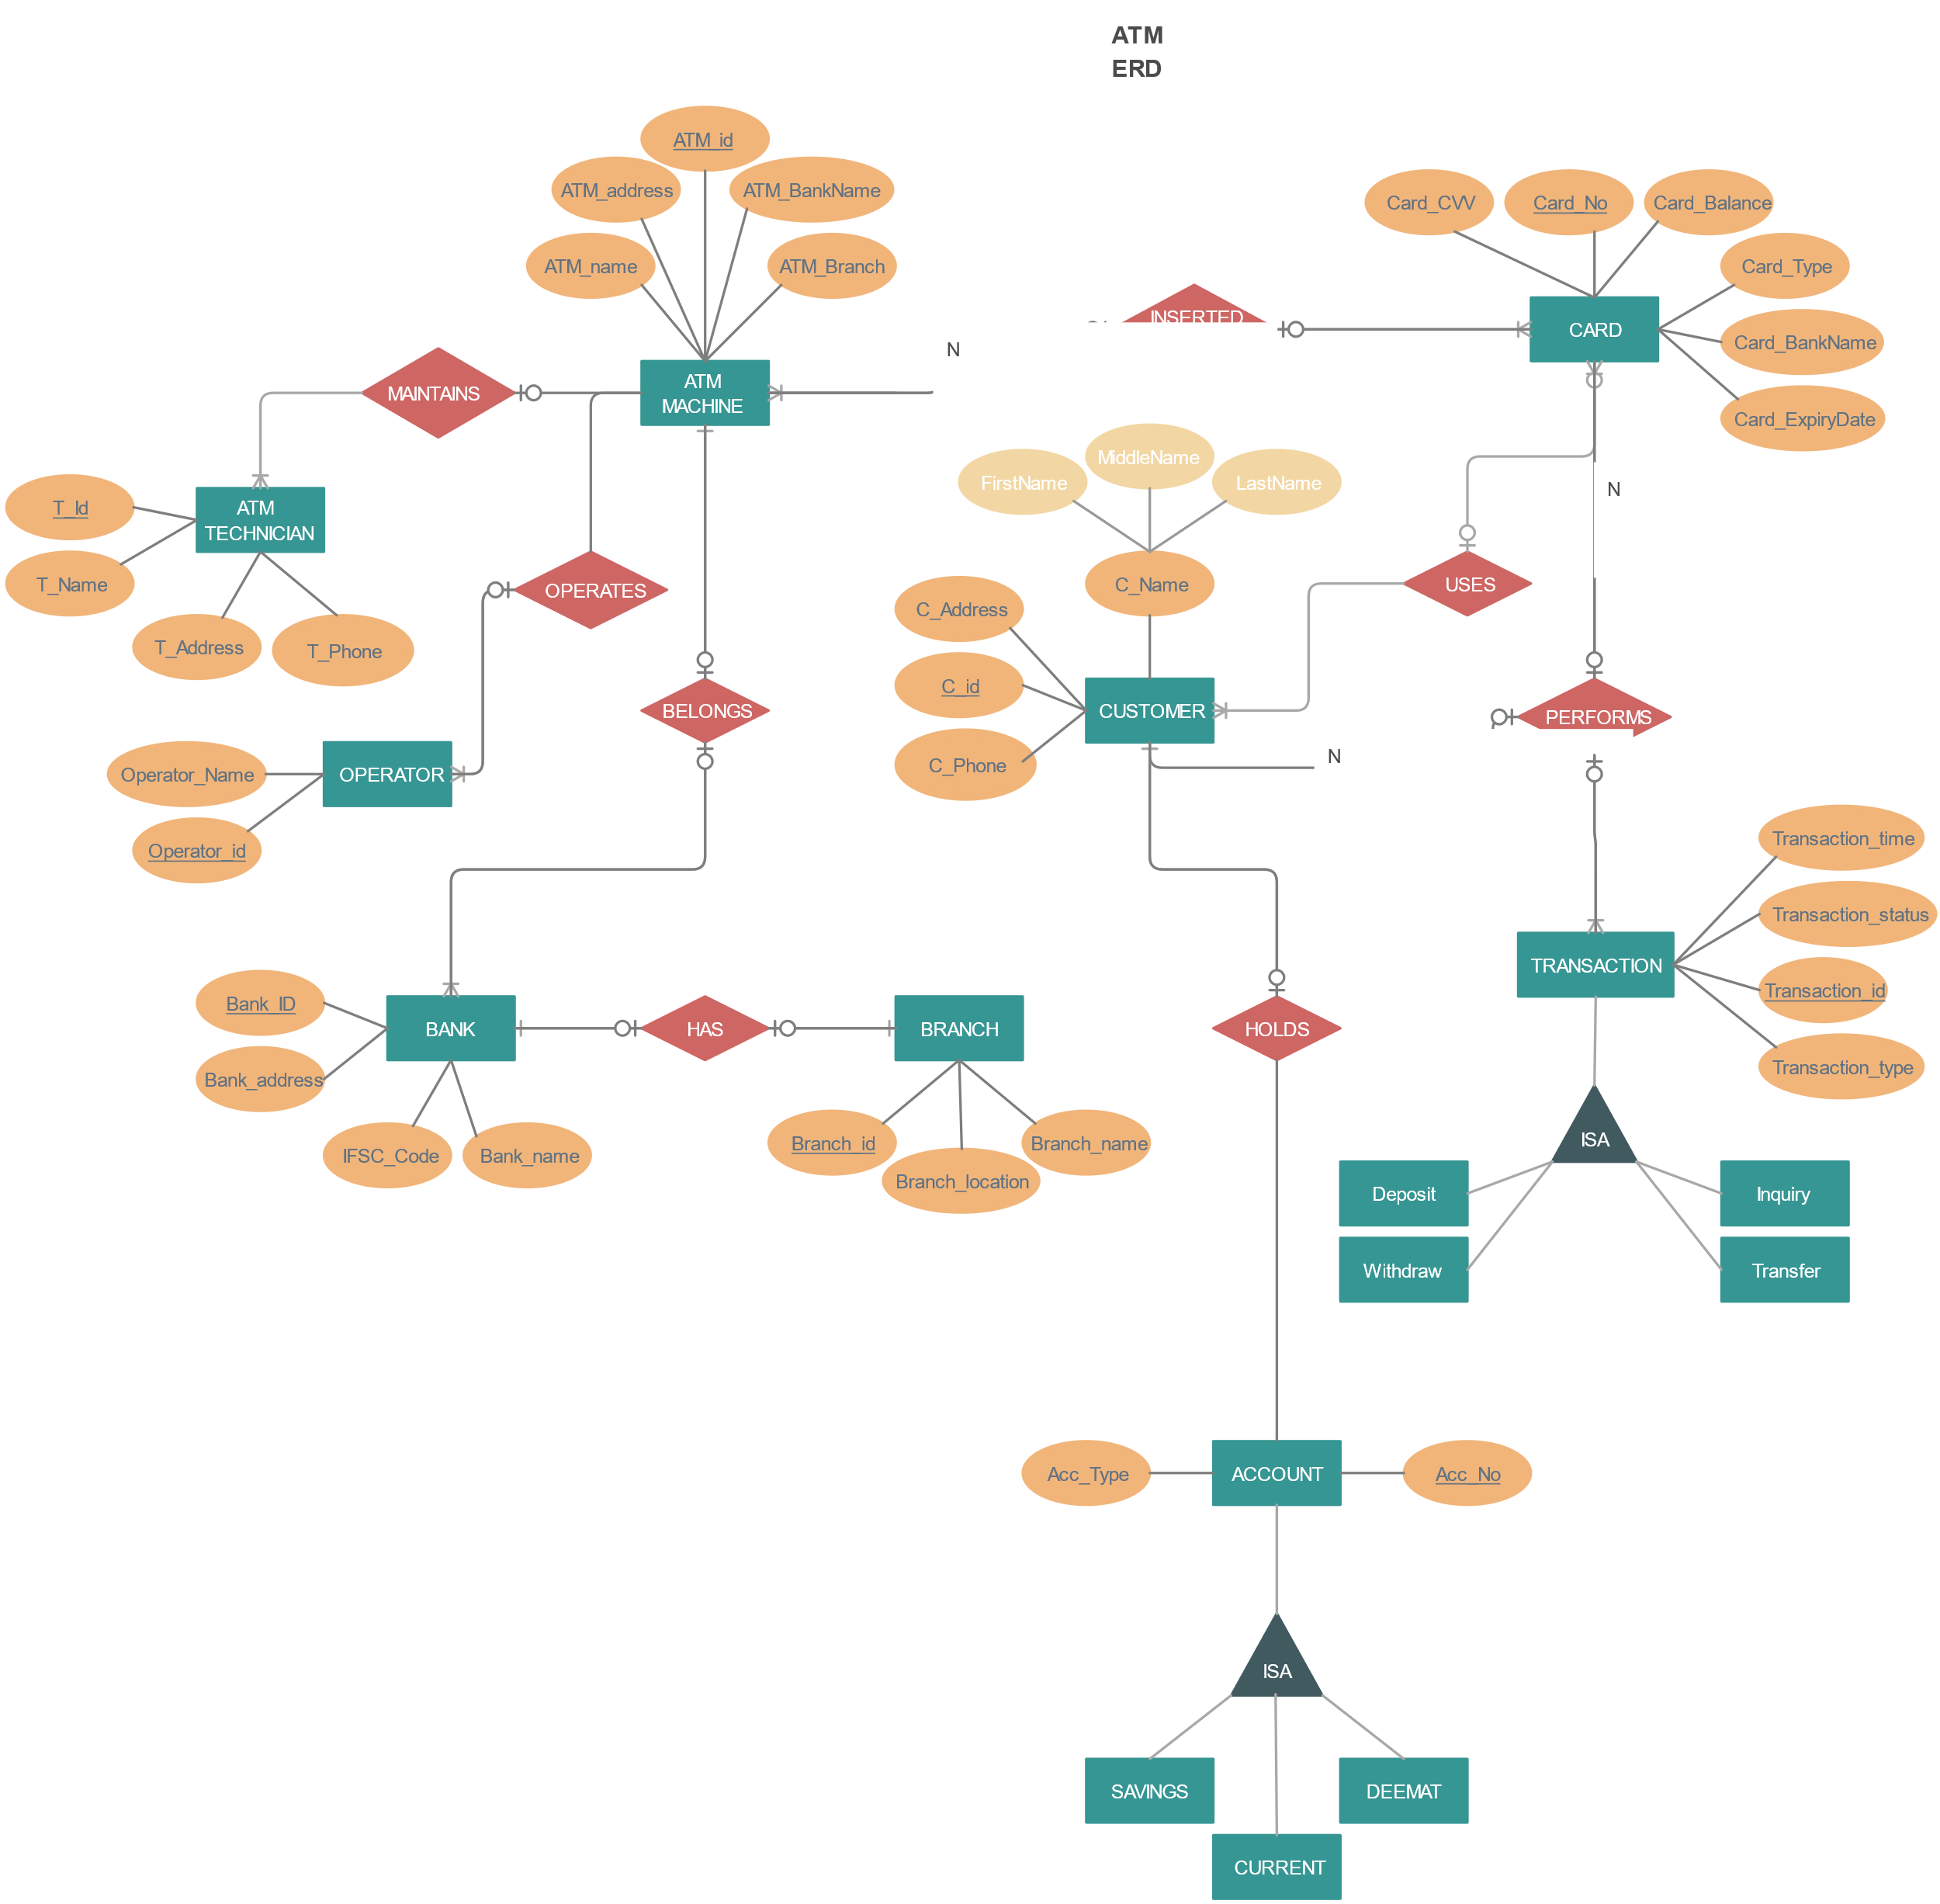 ATM
ERD
ATM_id
ATM_address
ATM_BankName
ATM_name
ATM_Branch
Card_CVV
Card_No
Card_Balance
Card_Type
Card_BankName
Card_ExpiryDate
INSERTED
CARD
N
MAINTAINS
ATM
MACHINE
FirstName
MiddleName
LastName
N
T_Id
ATM
TECHNICIAN
T_Name
T_Address
T_Phone
OPERATES
C_Name
USES
C_Address
C_id
C_Phone
BELONGS
CUSTOMER
PERFORMS
N
Operator_Name
OPERATOR
Operator_id
Transaction_time
Transaction_status
TRANSACTION
Transaction_id
Transaction_type
Bank_ID
BANK
HAS
BRANCH
HOLDS
Bank_address
IFSC_Code
Bank_name
Branch_id
Branch_location
Branch_name
ISA
Deposit
Inquiry
Withdraw
Transfer
Acc_Type
ACCOUNT
Acc_No
ISA
SAVINGS
DEEMAT
CURRENT